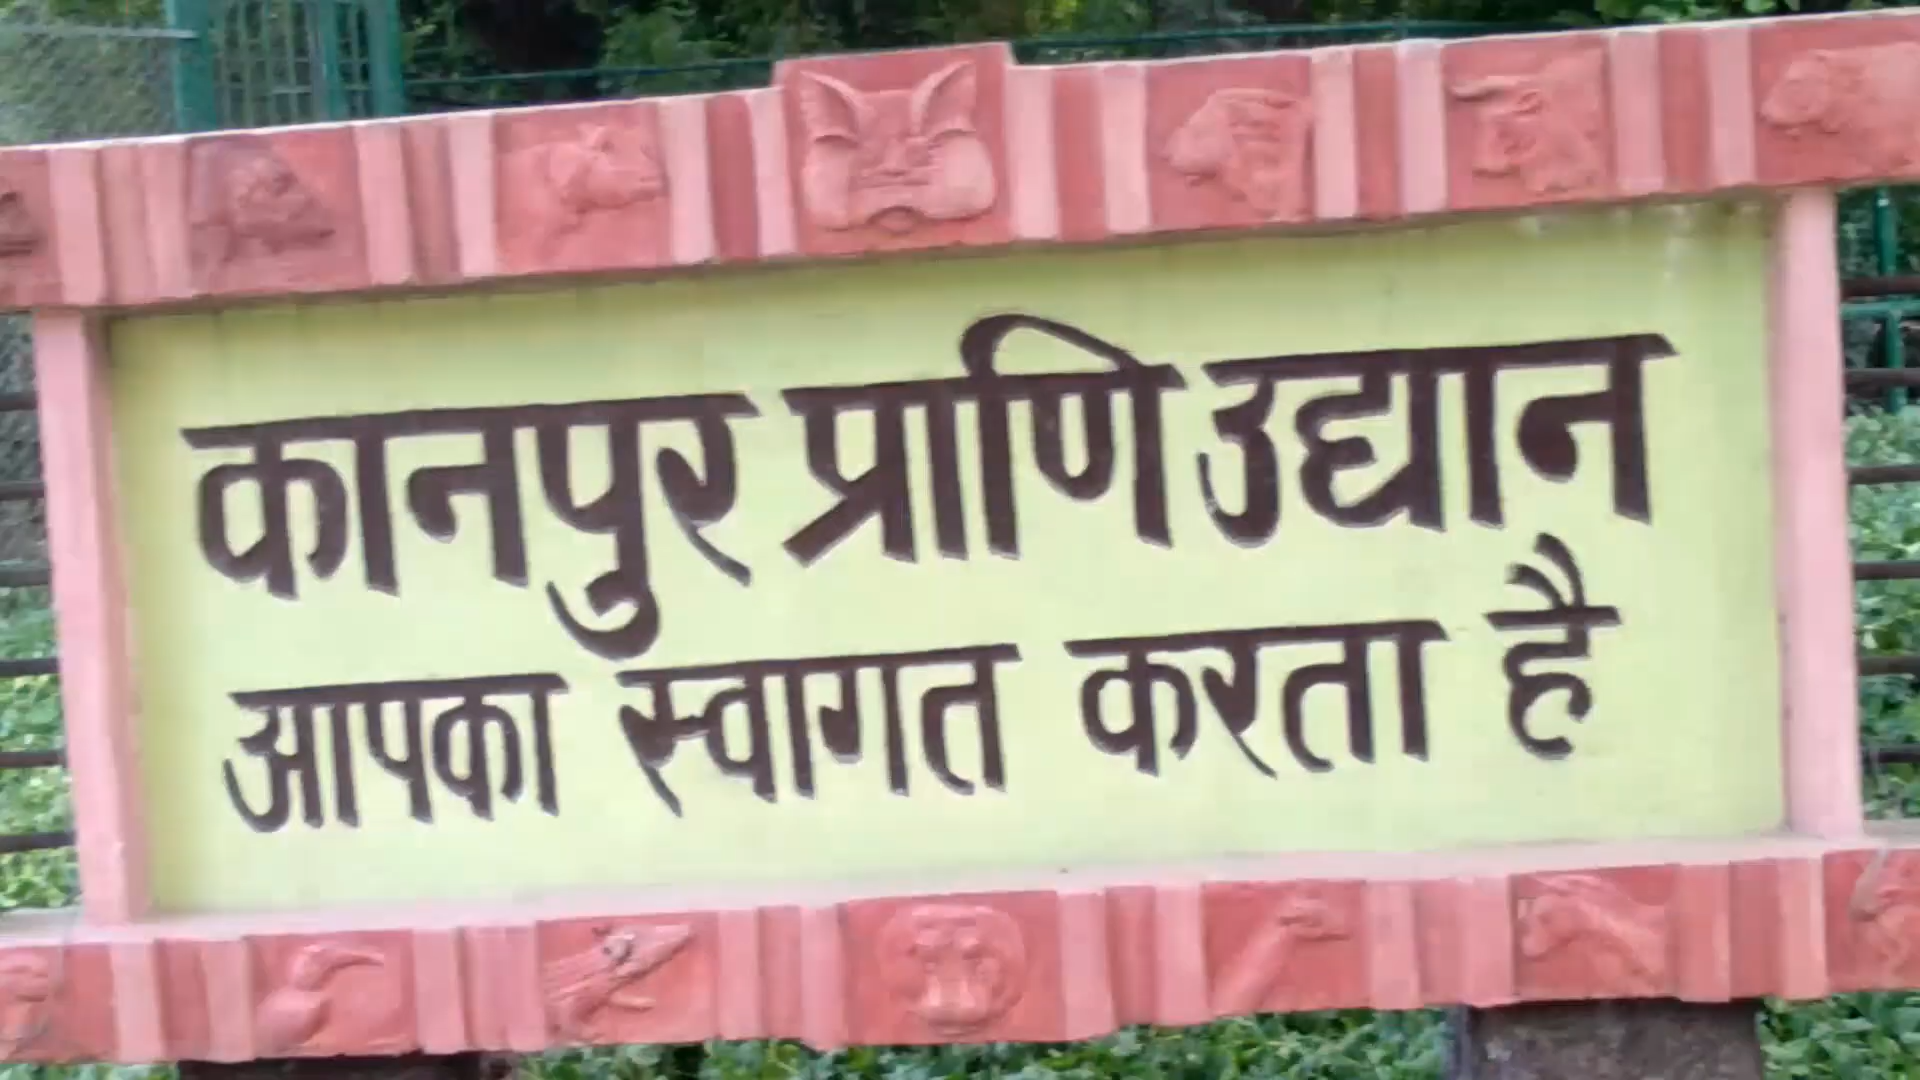 कानपुर प्राणि उद्यान
आपका स्वागत करता है